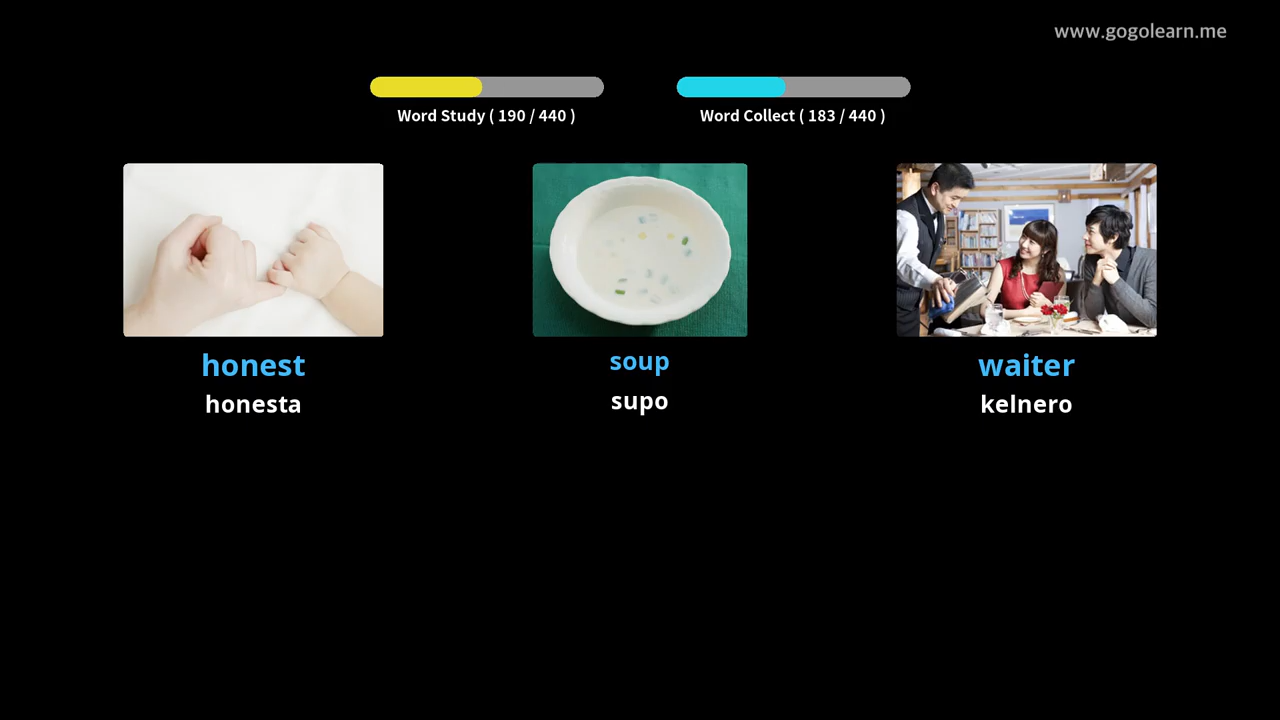 www.gogolearn.me
Word Study ( 190 / 440 )
Word Collect ( 183 / 440 )
honest
honesta
soup
supo
waiter
kelnero